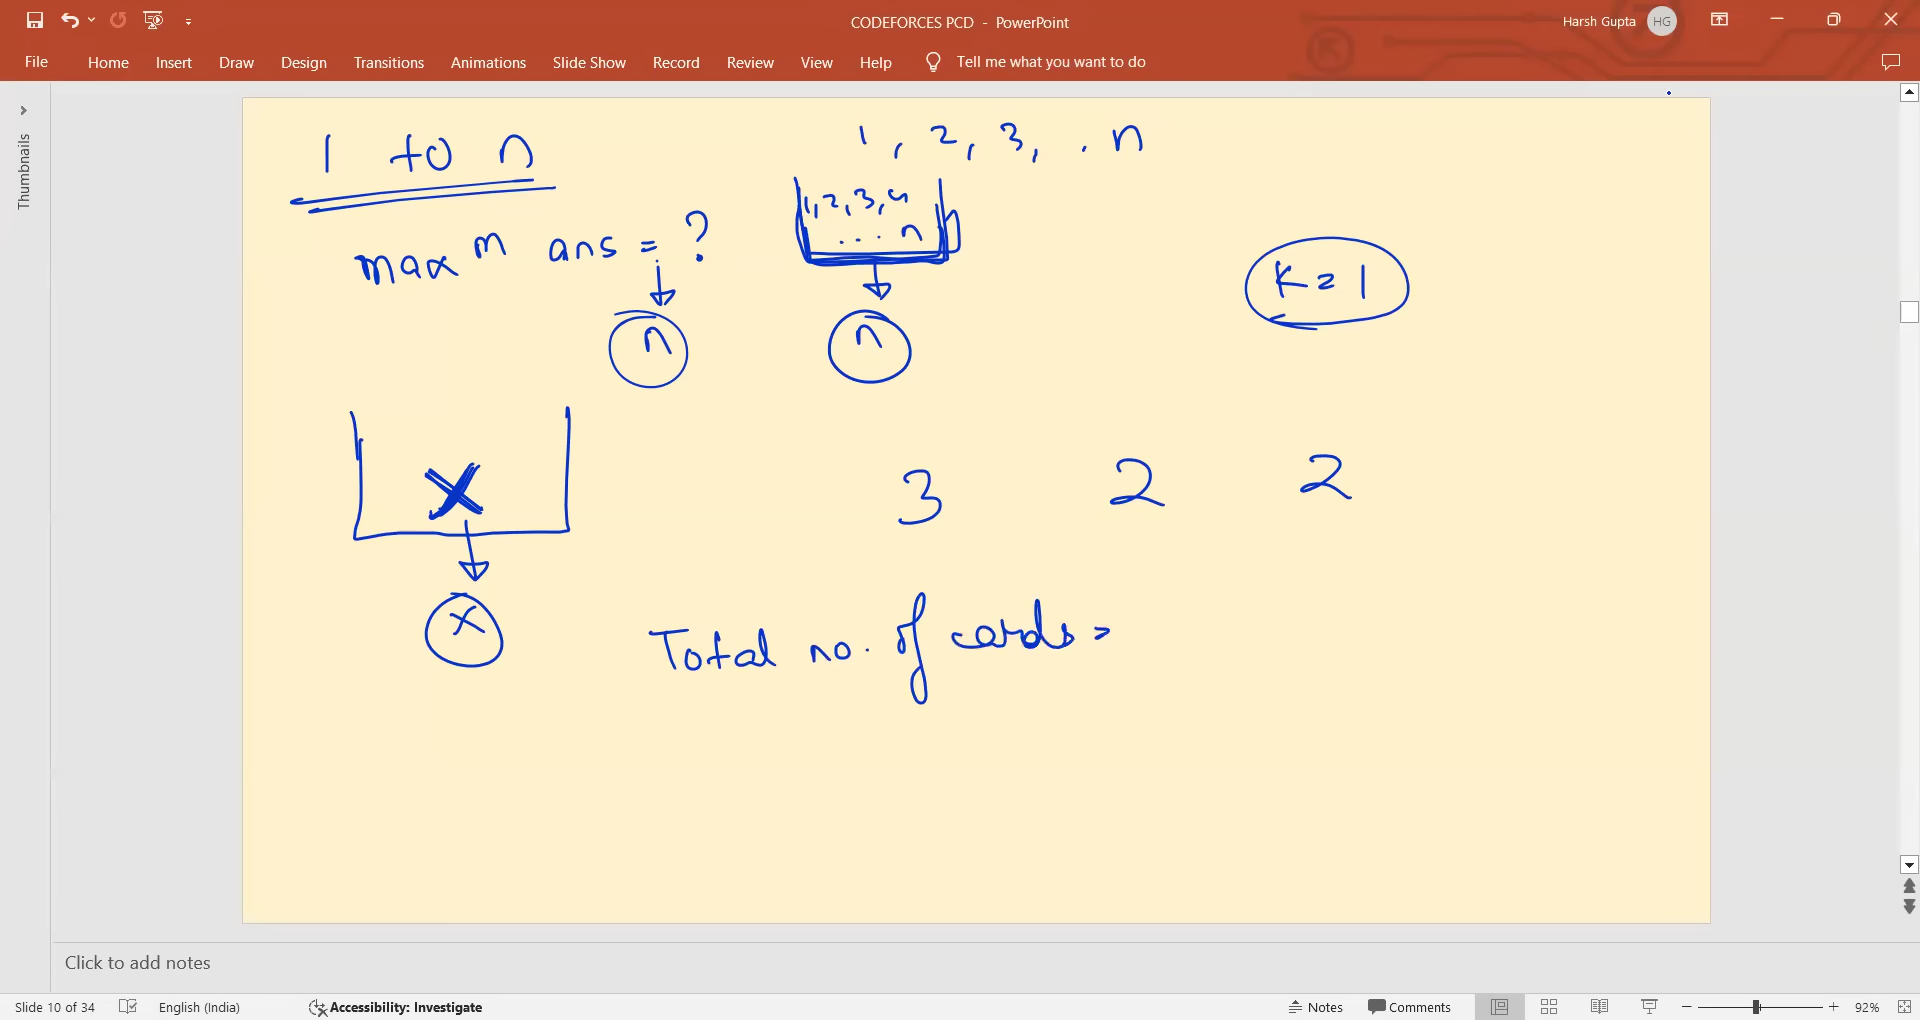 CODEFORCES PCD - PowerPoint
Harsh Gupta HG
File Home Insert Draw Design Transitions Animations Slide Show Record Review View Help Tell me what you want to do
Thumbnails
1 to n
1, 2, 3, . n
1,2,3,4
... n
max m ans = ?
k = 1
n
n
X
3 2 2
x
Total no. of cards =
Click to add notes
Slide 10 of 34 English (India) Accessibility: Investigate Notes Comments 92%